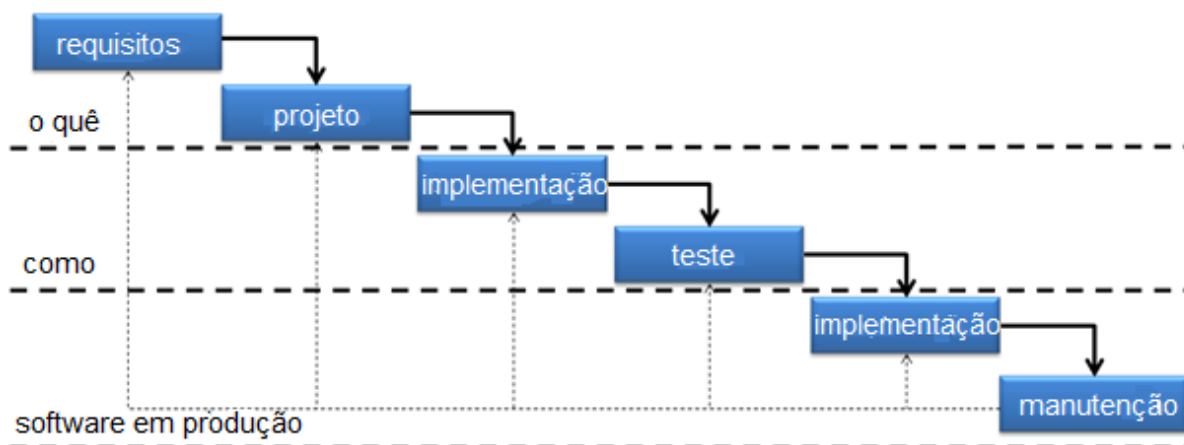 requisitos
projeto
o quê
implementação
teste
como
implementação
manutenção
software em produção